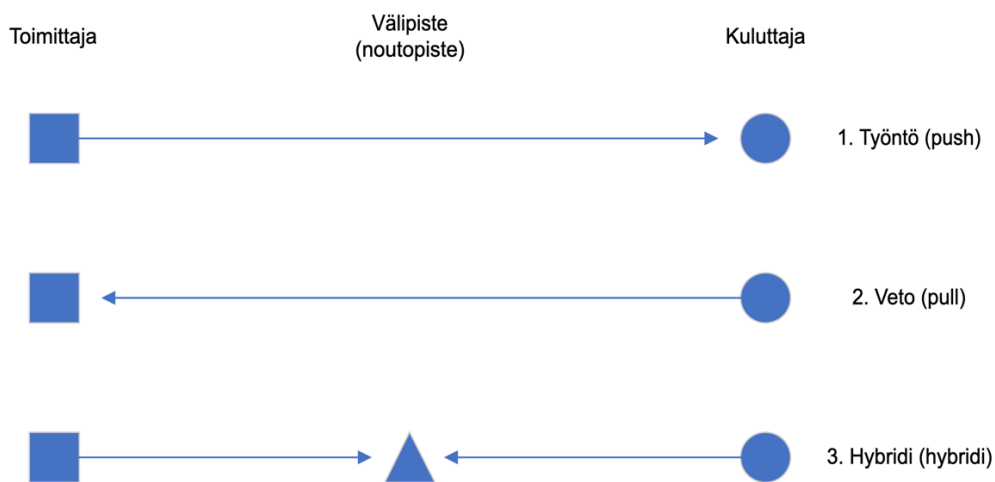 Toimittaja
Välipiste
(noutopiste)
Kuluttaja
1. Työntö (push)
2. Veto (pull)
3. Hybridi (hybridi)